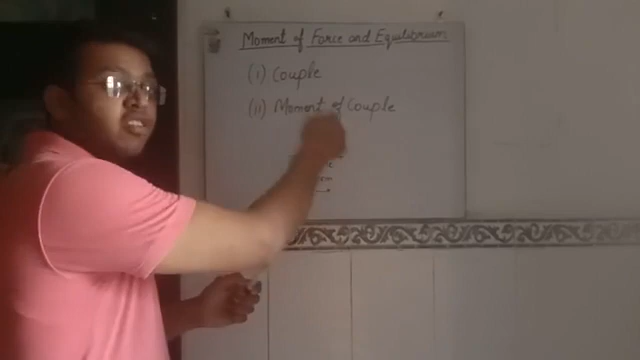 Moment of Force and Equilibrium
(i) Couple
(ii) Moment of Couple